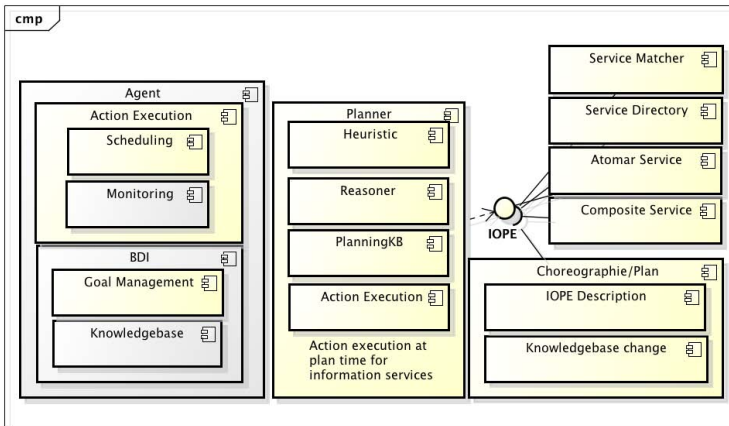 cmp
Agent
Action Execution
Scheduling
Monitoring
BDI
Goal Management
Knowledgebase
Planner
Heuristic
Reasoner
PlanningKB
Action Execution
Action execution at
plan time for
information services
IOPE
Service Matcher
Service Directory
Atomar Service
Composite Service
Choreographie/Plan
IOPE Description
Knowledgebase change